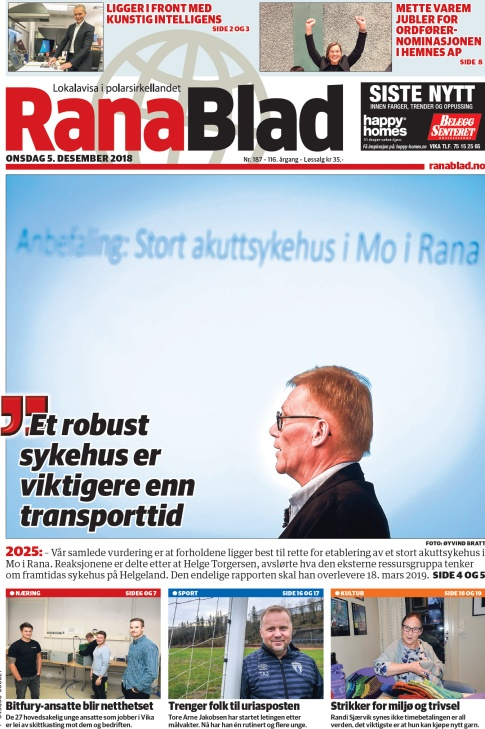 LIGGER I FRONT MED
KUNSTIG INTELLIGENS
SIDE 2 OG 3
METTE VAREM
JUBLER FOR
ORDFØRER-
NOMINASJONEN
I HEMNES AP
SIDE 8
Lokalavisa i polarsirkellandet
RanaBlad
ONSDAG 5. DESEMBER 2018
Nr. 187 - 116. årgang - Løssalg kr 35,-
ranablad.no
SISTE NYTT
INNEN FARGER, TRENDER OG OPPUSSING
happy
homes
BELEGG
SENTERET
Få inspirasjon på: happy-homes.no
VIKA TLF. 75 15 25 65
Anbefaling: Stort akuttsykehus i Mo i Rana
Et robust
sykehus er
viktigere enn
transporttid
FOTO: ØYVIND BRATT
2025: – Vår samlede vurdering er at forholdene ligger best til rette for etablering av et stort akuttsykehus i
Mo i Rana. Reaksjonene er delte etter at Helge Torgersen, avslørte hva den eksterne ressursgruppa tenker
om framtidas sykehus på Helgeland. Den endelige rapporten skal han overlevere 18. mars 2019. SIDE 4 OG 5
NÆRING
SIDE 6 OG 7
Bitfury-ansatte blir netthetset
De 27 hovedsakelig unge ansatte som jobber i Vika
er lei av skittkasting mot dem og bedriften.
SPORT
SIDE 16 OG 17
Trenger folk til uriasposten
Tore Arne Jakobsen har startet letingen etter
målvakter. Nå har han én rutinert og flere unge.
KULTUR
SIDE 18 OG 19
Strikker for miljø og trivsel
Randi Sjærvik synes ikke timebetalingen er all
verden, det viktigste er at hun kan kjøpe nytt garn.